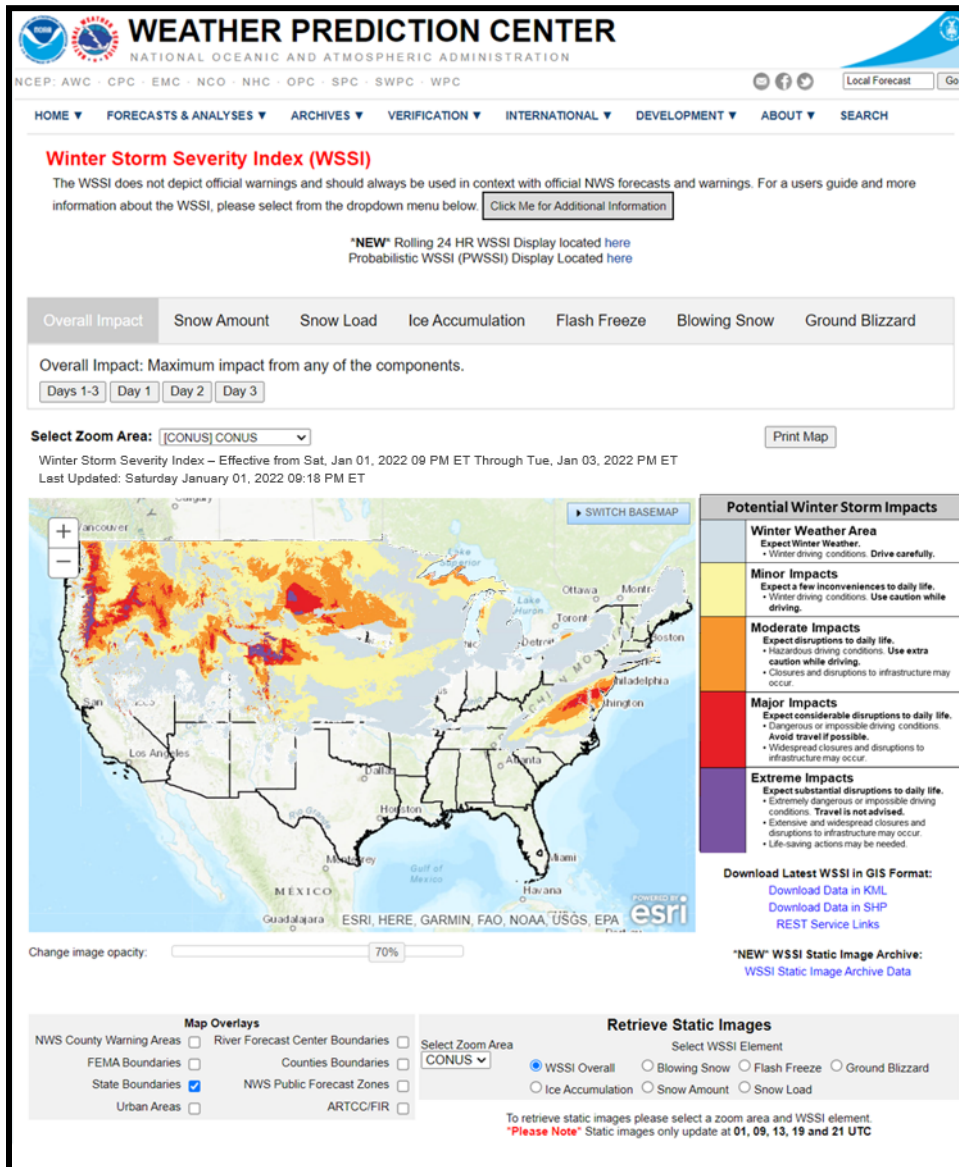 WEATHER PREDICTION CENTER
NATIONAL OCEANIC AND ATMOSPHERIC ADMINISTRATION
NCEP: AWC · CPC · EMC · NCO · NHC · OPC · SPC · SWPC · WPC
Local Forecast Go
HOME ▼ FORECASTS & ANALYSES ▼ ARCHIVES ▼ VERIFICATION ▼ INTERNATIONAL ▼ DEVELOPMENT ▼ ABOUT ▼ SEARCH
Winter Storm Severity Index (WSSI)
The WSSI does not depict official warnings and should always be used in context with official NWS forecasts and warnings. For a users guide and more
information about the WSSI, please select from the dropdown menu below. Click Me for Additional Information
*NEW* Rolling 24 HR WSSI Display located here
Probabilistic WSSI (PWSSI) Display Located here
Overall Impact Snow Amount Snow Load Ice Accumulation Flash Freeze Blowing Snow Ground Blizzard
Overall Impact: Maximum impact from any of the components.
Days 1-3 Day 1 Day 2 Day 3
Select Zoom Area: [CONUS] CONUS
Print Map
Winter Storm Severity Index – Effective from Sat, Jan 01, 2022 09 PM ET Through Tue, Jan 03, 2022 PM ET
Last Updated: Saturday January 01, 2022 09:18 PM ET
Calgary
+
−
ancouver
SWITCH BASEMAP
Lake
Superior
Ottawa
Montr-
Lake
Huron
Toront
Detroit
Boston
hiladelphia
shington
San
Los Angeles
Atlanta
Dallas
Houston
Rio Grande
Monterrey
Gulf of
Mexico
Miami
MÉXICO
Havana
Guadalajara
ESRI, HERE, GARMIN, FAO, NOAA, USGS, EPA
POWERED BY
esri
Potential Winter Storm Impacts
Winter Weather Area
Expect Winter Weather.
• Winter driving conditions. Drive carefully.
Minor Impacts
Expect a few inconveniences to daily life.
• Winter driving conditions. Use caution while
driving.
Moderate Impacts
Expect disruptions to daily life.
• Hazardous driving conditions. Use extra
caution while driving.
• Closures and disruptions to infrastructure may
occur.
Major Impacts
Expect considerable disruptions to daily life.
• Dangerous or impossible driving conditions.
Avoid travel if possible.
• Widespread closures and disruptions to
infrastructure may occur.
Extreme Impacts
Expect substantial disruptions to daily life.
• Extremely dangerous or impossible driving
conditions. Travel is not advised.
• Extensive and widespread closures and
disruptions to infrastructure may occur.
• Life-saving actions may be needed.
Download Latest WSSI in GIS Format:
Download Data in KML
Download Data in SHP
REST Service Links
*NEW* WSSI Static Image Archive:
WSSI Static Image Archive Data
Change image opacity: 70%
Map Overlays
NWS County Warning Areas River Forecast Center Boundaries
FEMA Boundaries Counties Boundaries
State Boundaries NWS Public Forecast Zones
Urban Areas ARTCC/FIR
Retrieve Static Images
Select Zoom Area
CONUS
Select WSSI Element
WSSI Overall Blowing Snow Flash Freeze Ground Blizzard
Ice Accumulation Snow Amount Snow Load
To retrieve static images please select a zoom area and WSSI element.
*Please Note* Static images only update at 01, 09, 13, 19 and 21 UTC